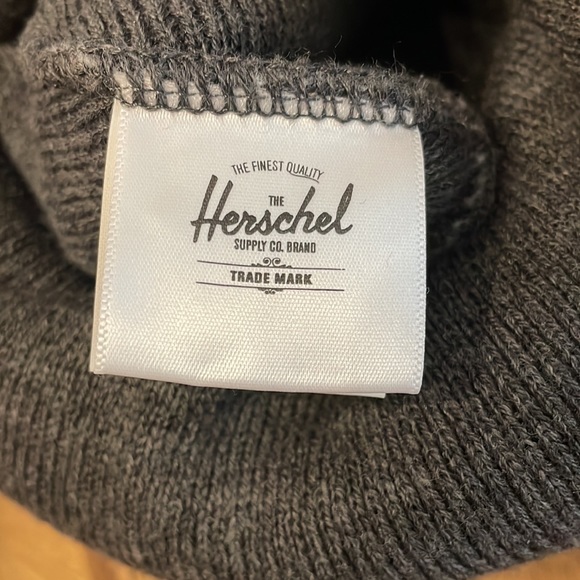 THE FINEST QUALITY
THE
Herschel
SUPPLY CO. BRAND
TRADE MARK